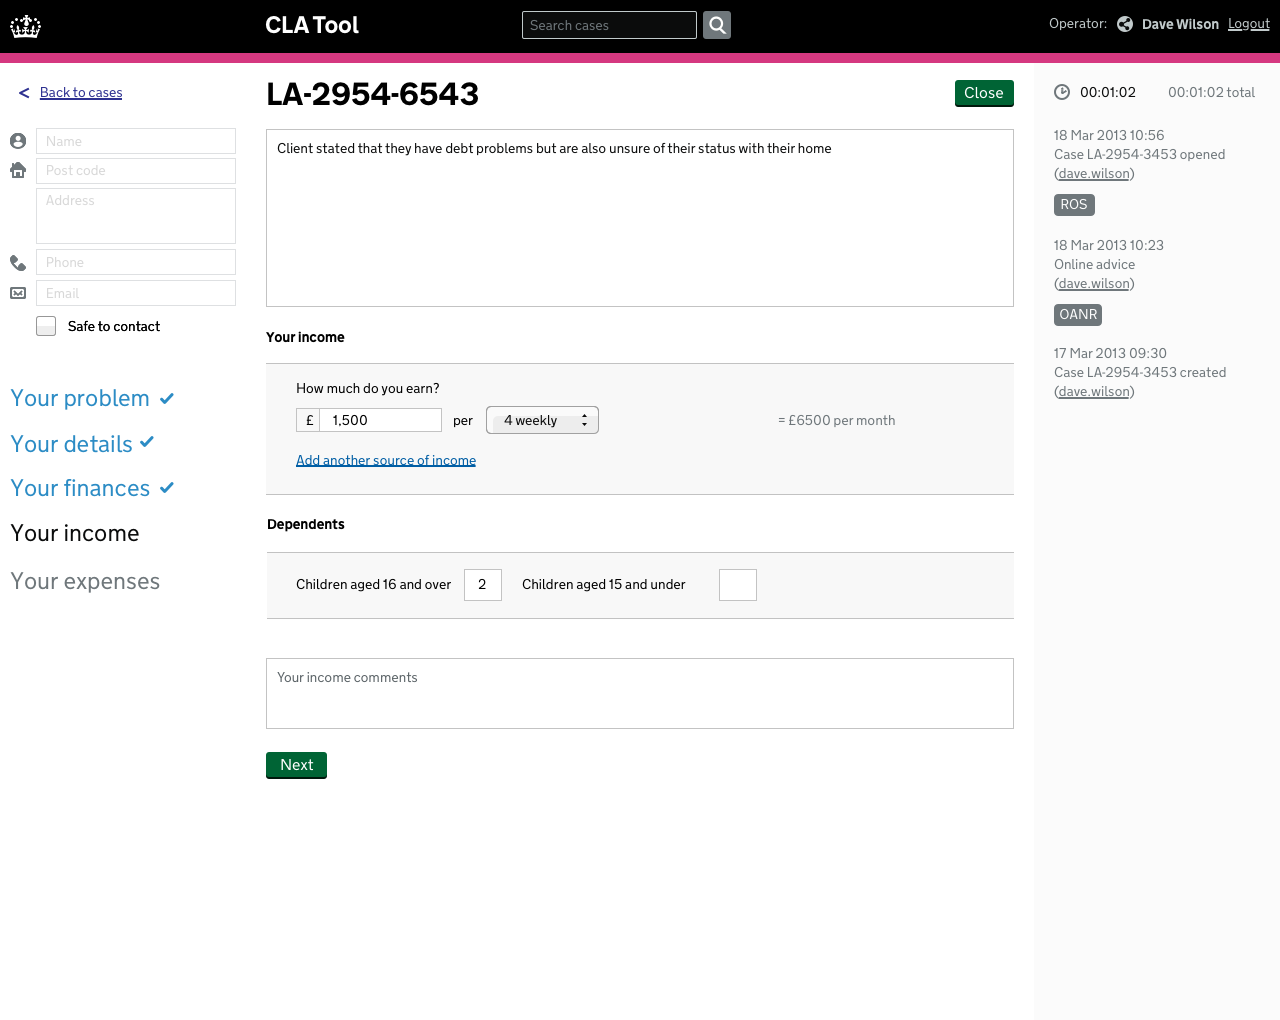 CLA Tool
Search cases
Operator: Dave Wilson Logout
< Back to cases
Name
Post code
Address
Phone
Email
Safe to contact
Your problem
Your details
Your finances
Your income
Your expenses
LA-2954-6543
Close
Client stated that they have debt problems but are also unsure of their status with their home
Your income
How much do you earn?
£ 1,500 per 4 weekly = £6500 per month
Add another source of income
Dependents
Children aged 16 and over 2 Children aged 15 and under
Your income comments
Next
00:01:02 00:01:02 total
18 Mar 2013 10:56
Case LA-2954-3453 opened
(dave.wilson)
ROS
18 Mar 2013 10:23
Online advice
(dave.wilson)
OANR
17 Mar 2013 09:30
Case LA-2954-3453 created
(dave.wilson)